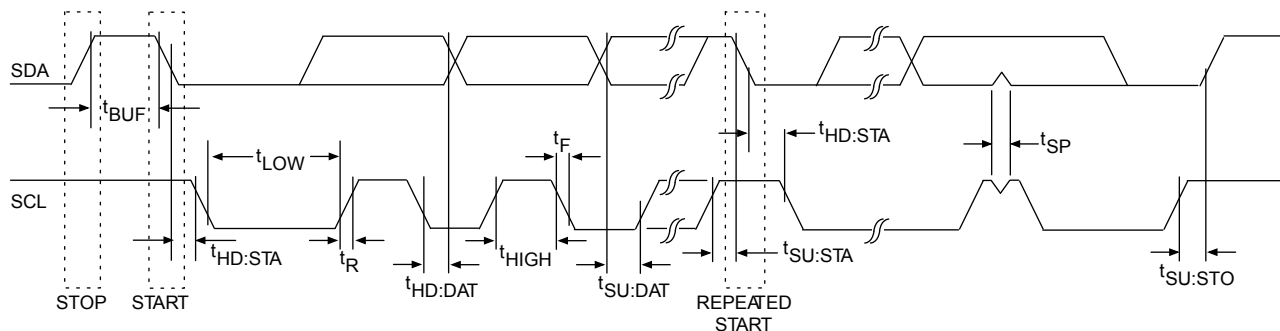 SDA
tBUF
tLOW
tF
tHD:STA
tSP
SCL
tHD:STA
tR
tHD:DAT
tHIGH
tSU:DAT
tSU:STA
tSU:STO
STOP
START
REPEATED
START